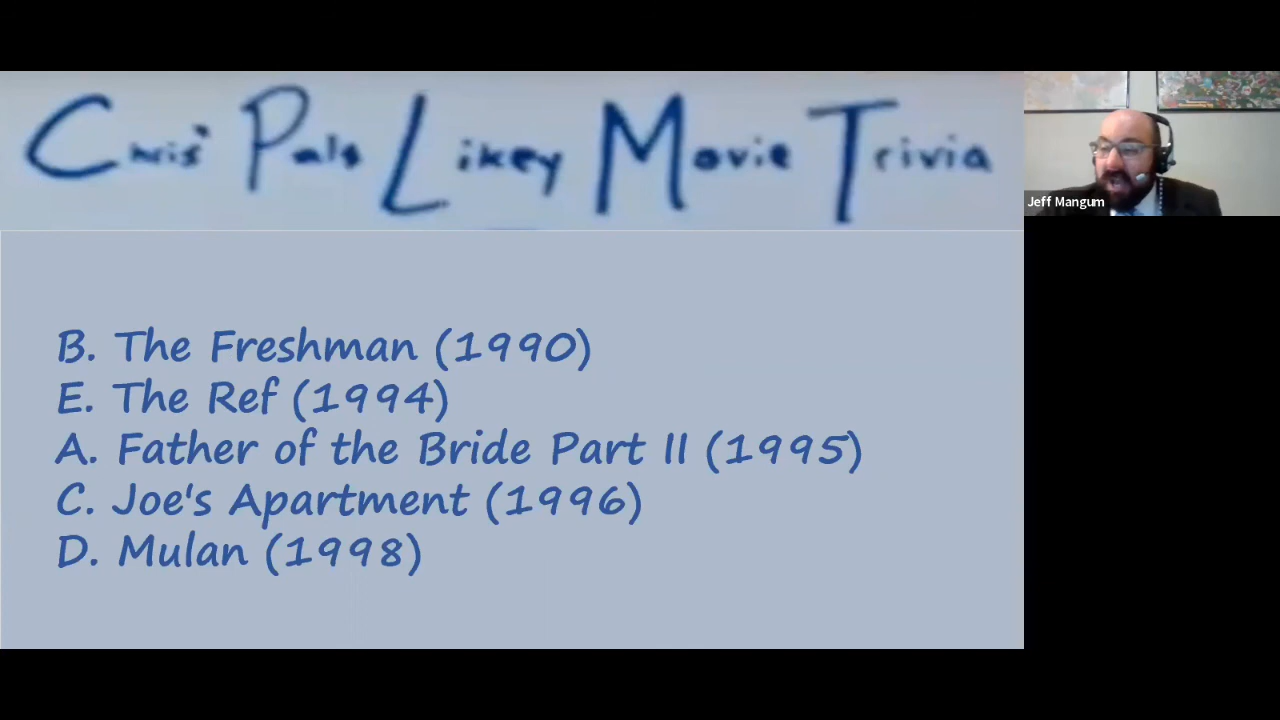 Chris' Pals Likey Movie Trivia
Jeff Mangum
B. The Freshman (1990)
E. The Ref (1994)
A. Father of the Bride Part II (1995)
C. Joe's Apartment (1996)
D. Mulan (1998)